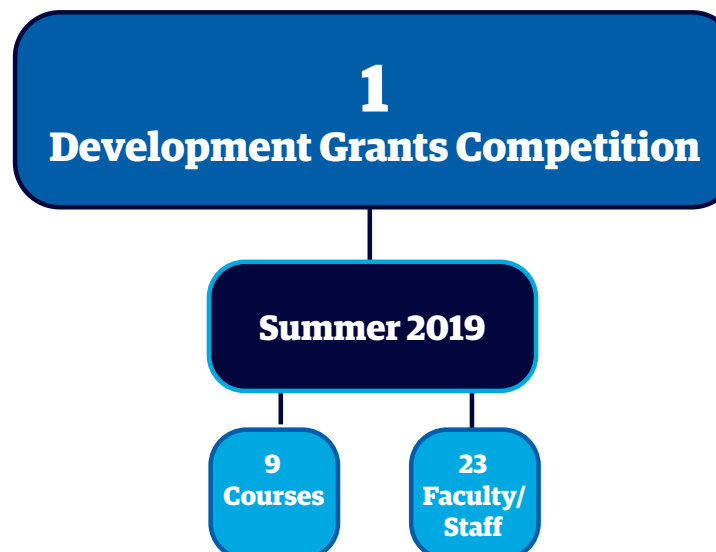 1
Development Grants Competition
Summer 2019
9
Courses
23
Faculty/
Staff